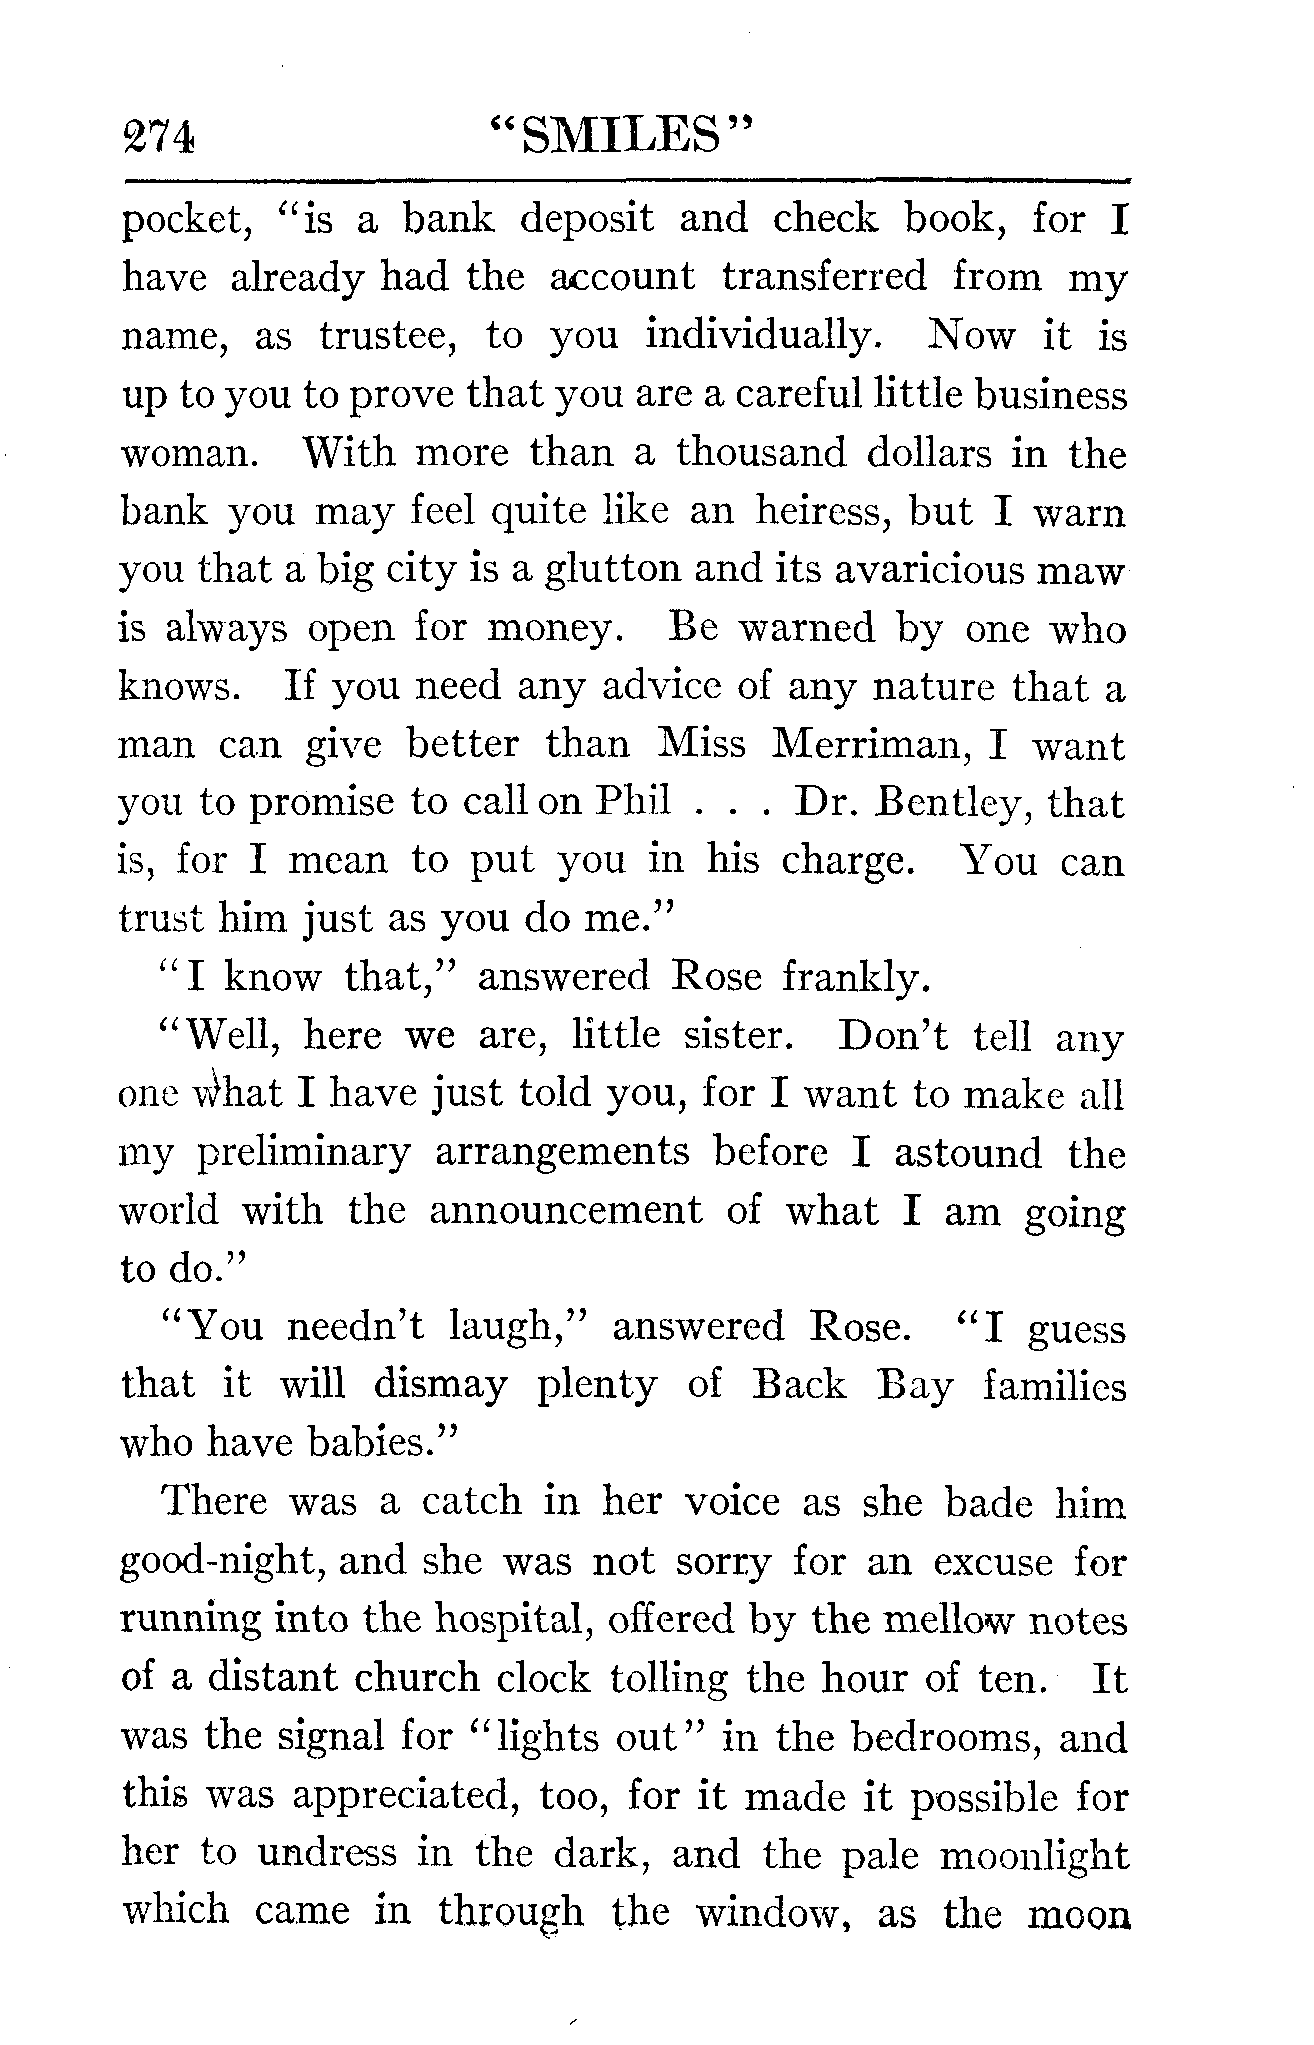 274 "SMILES"
pocket, "is a bank deposit and check book, for I
have already had the account transferred from my
name, as trustee, to you individually. Now it is
up to you to prove that you are a careful little business
woman. With more than a thousand dollars in the
bank you may feel quite like an heiress, but I warn
you that a big city is a glutton and its avaricious maw
is always open for money. Be warned by one who
knows. If you need any advice of any nature that a
man can give better than Miss Merriman, I want
you to promise to call on Phil . . . Dr. Bentley, that
is, for I mean to put you in his charge. You can
trust him just as you do me."
"I know that," answered Rose frankly.
"Well, here we are, little sister. Don't tell any
one what I have just told you, for I want to make all
my preliminary arrangements before I astound the
world with the announcement of what I am going
to do."
"You needn't laugh," answered Rose. "I guess
that it will dismay plenty of Back Bay families
who have babies."
There was a catch in her voice as she bade him
good-night, and she was not sorry for an excuse for
running into the hospital, offered by the mellow notes
of a distant church clock tolling the hour of ten. It
was the signal for "lights out" in the bedrooms, and
this was appreciated, too, for it made it possible for
her to undress in the dark, and the pale moonlight
which came in through the window, as the moon